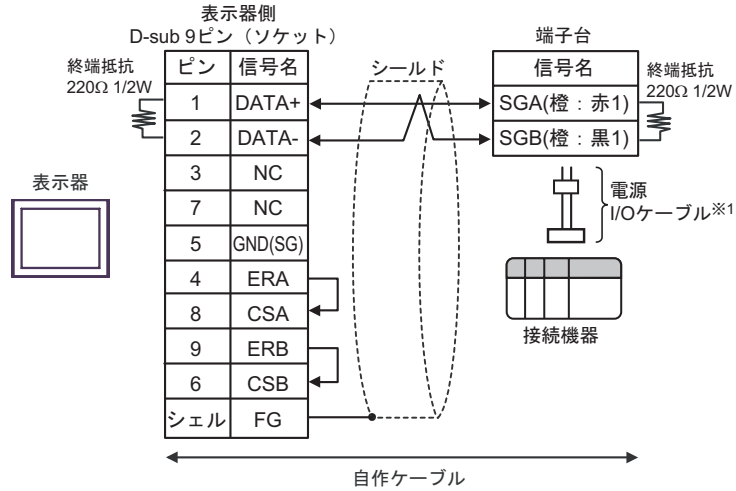 表示器側
D-sub 9ピン（ソケット）
端子台
終端抵抗
220Ω 1/2W
ピン 信号名
シールド
信号名
終端抵抗
220Ω 1/2W
1 DATA+
SGA(橙：赤1)
2 DATA-
SGB(橙：黒1)
3 NC
表示器
7 NC
電源
I/Oケーブル※1
5 GND(SG)
4 ERA
8 CSA
接続機器
9 ERB
6 CSB
シェル FG
自作ケーブル